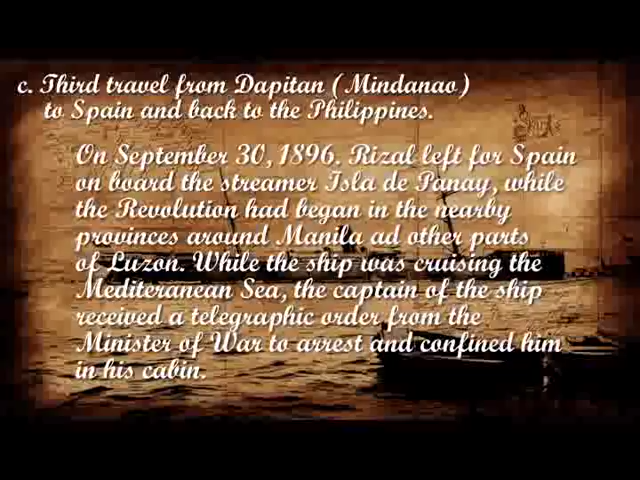 c. Third travel from Dapitan (Mindanao)
to Spain and back to the Philippines.
On September 30, 1896. Rizal left for Spain
on board the streamer Isla de Panay, while
the Revolution had began in the nearby
provinces around Manila ad other parts
of Luzon. While the ship was cruising the
Mediteranean Sea, the captain of the ship
received a telegraphic order from the
Minister of War to arrest and confined him
in his cabin.